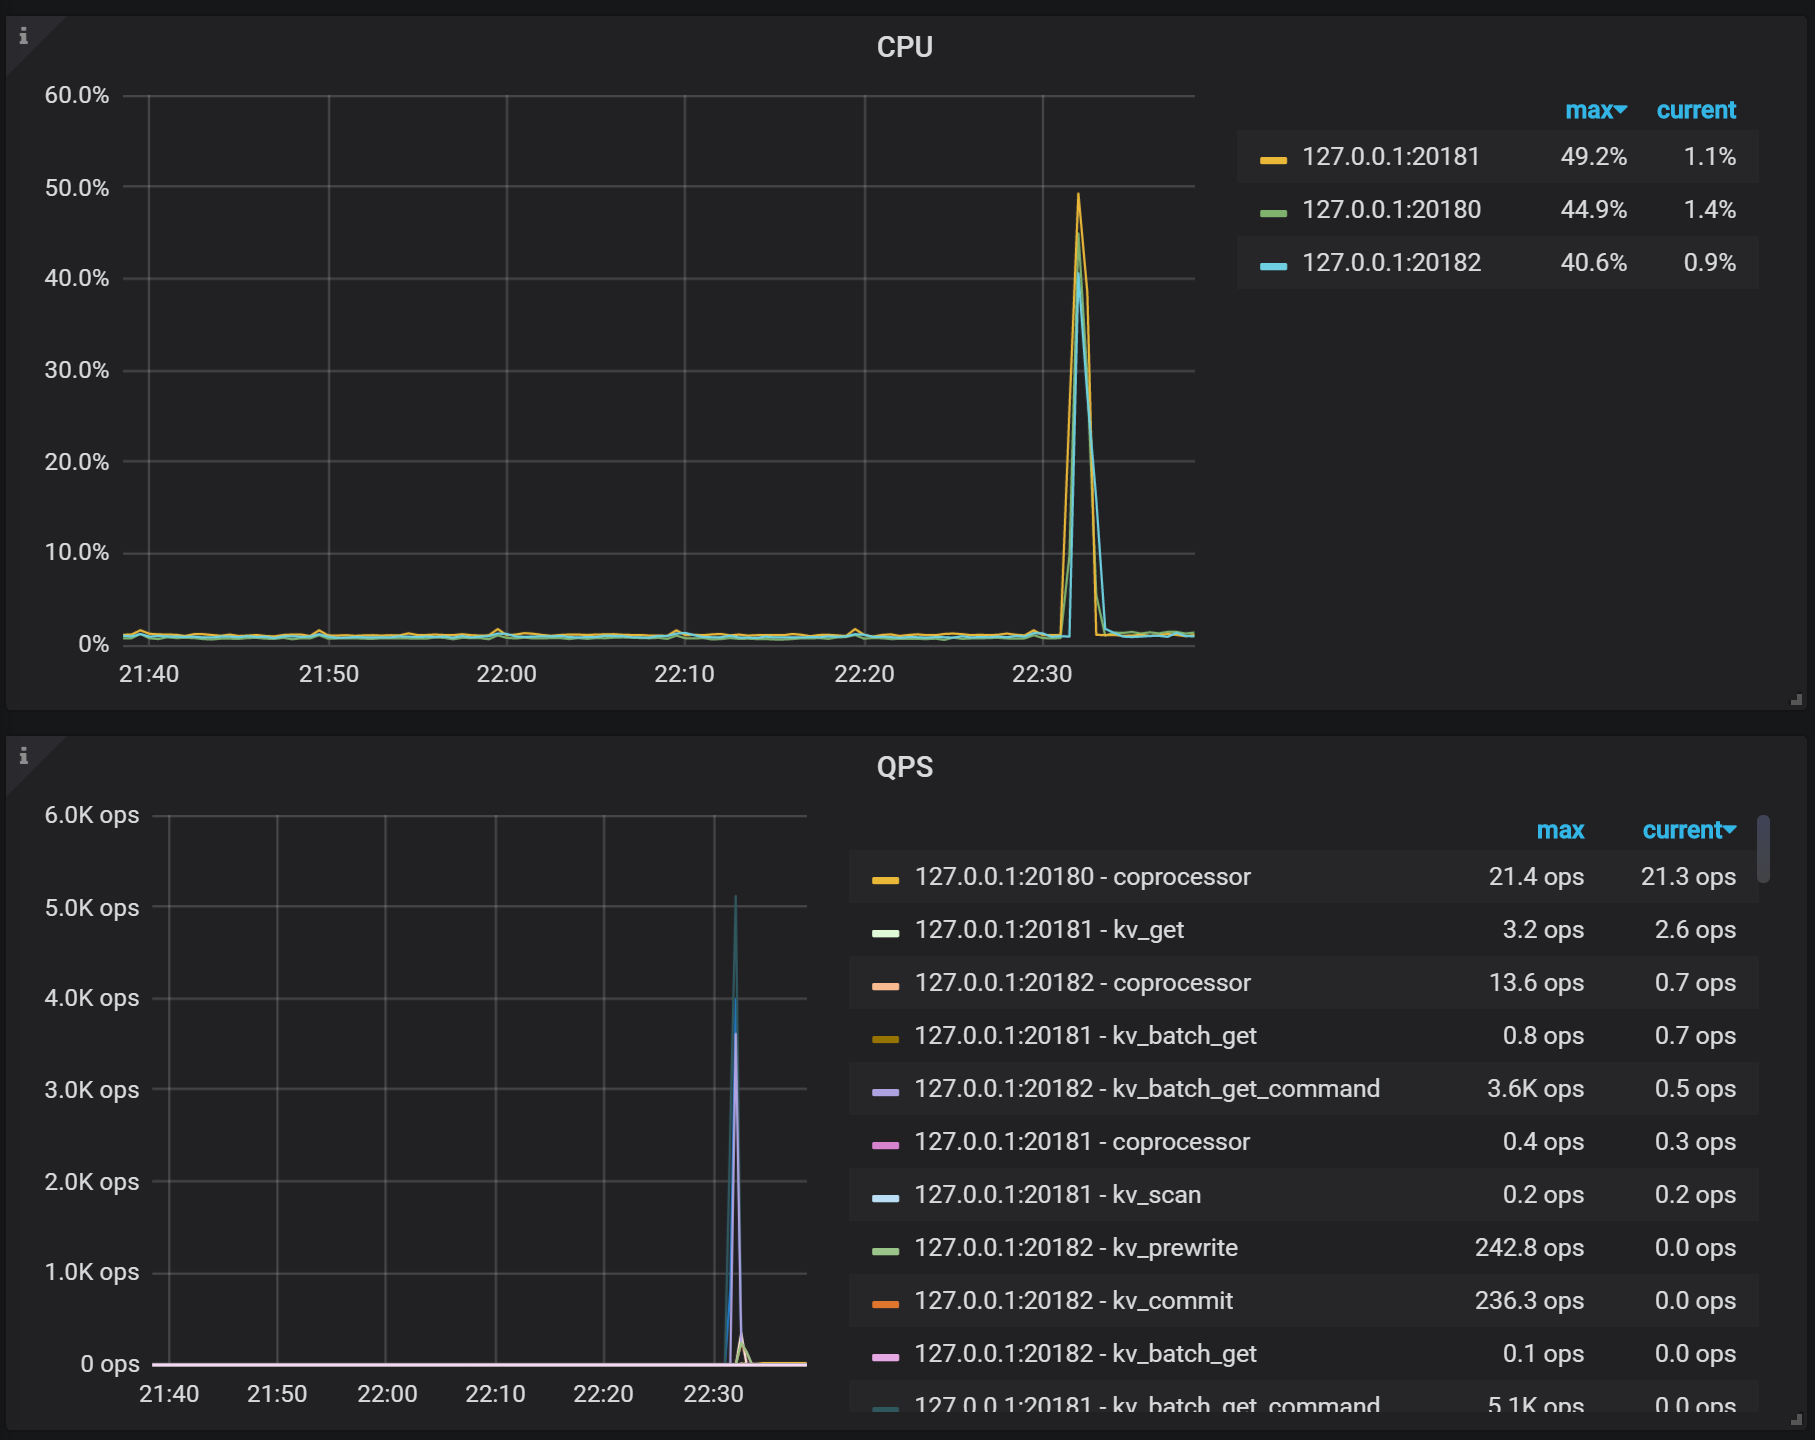 CPU
60.0%
50.0%
40.0%
30.0%
20.0%
10.0%
0%
21:40 21:50 22:00 22:10 22:20 22:30
max current
127.0.0.1:20181 49.2% 1.1%
127.0.0.1:20180 44.9% 1.4%
127.0.0.1:20182 40.6% 0.9%
QPS
6.0K ops
5.0K ops
4.0K ops
3.0K ops
2.0K ops
1.0K ops
0 ops
21:40 21:50 22:00 22:10 22:20 22:30
max current
127.0.0.1:20180 - coprocessor 21.4 ops 21.3 ops
127.0.0.1:20181 - kv_get 3.2 ops 2.6 ops
127.0.0.1:20182 - coprocessor 13.6 ops 0.7 ops
127.0.0.1:20181 - kv_batch_get 0.8 ops 0.7 ops
127.0.0.1:20182 - kv_batch_get_command 3.6K ops 0.5 ops
127.0.0.1:20181 - coprocessor 0.4 ops 0.3 ops
127.0.0.1:20181 - kv_scan 0.2 ops 0.2 ops
127.0.0.1:20182 - kv_prewrite 242.8 ops 0.0 ops
127.0.0.1:20182 - kv_commit 236.3 ops 0.0 ops
127.0.0.1:20182 - kv_batch_get 0.1 ops 0.0 ops
127.0.0.1:20181 - kv_batch_get_command 5.1K ops 0.0 ops